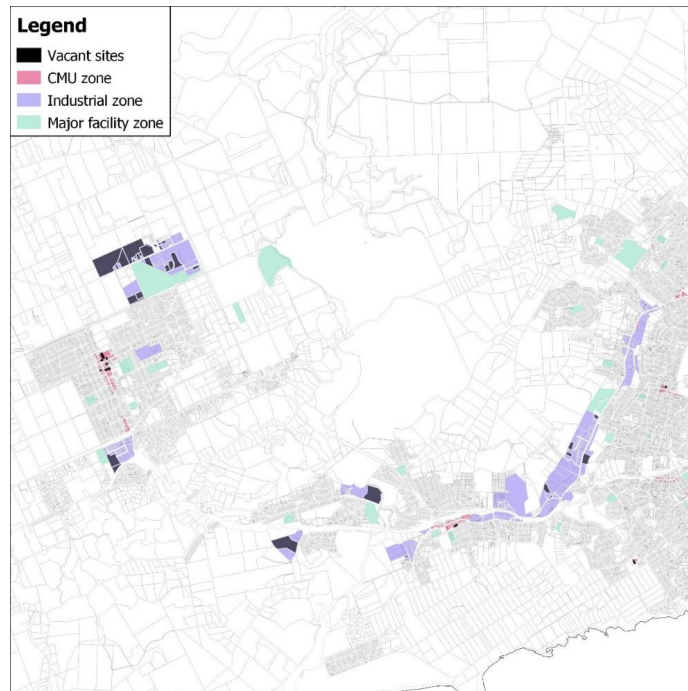 Legend
Vacant sites
CMU zone
Industrial zone
Major facility zone